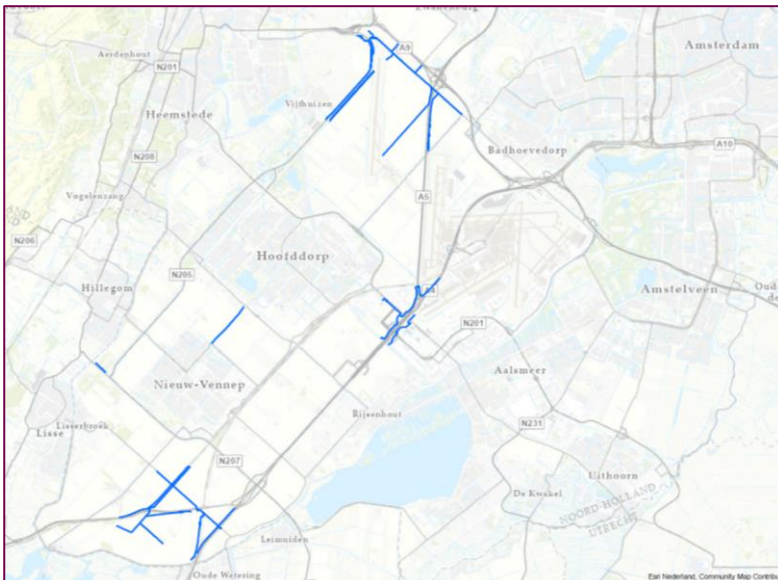 Zwanenburg
A9
Aerdenhout
N201
Amsterdam
Vijfhuizen
Heemstede
Badhoevedorp
A10
N208
Vogelenzang
A5
N206
Hoofddorp
N205
Hillegom
Amstelveen
N201
Nieuw-Vennep
Aalsmeer
Rijsenhout
Lisserbroek
Lisse
N231
N207
Uithoorn
De Kwakel
NOORD-HOLLAND
UTRECHT
Leimuiden
Oude Wetering
Esri Nederland, Community Map Contribu